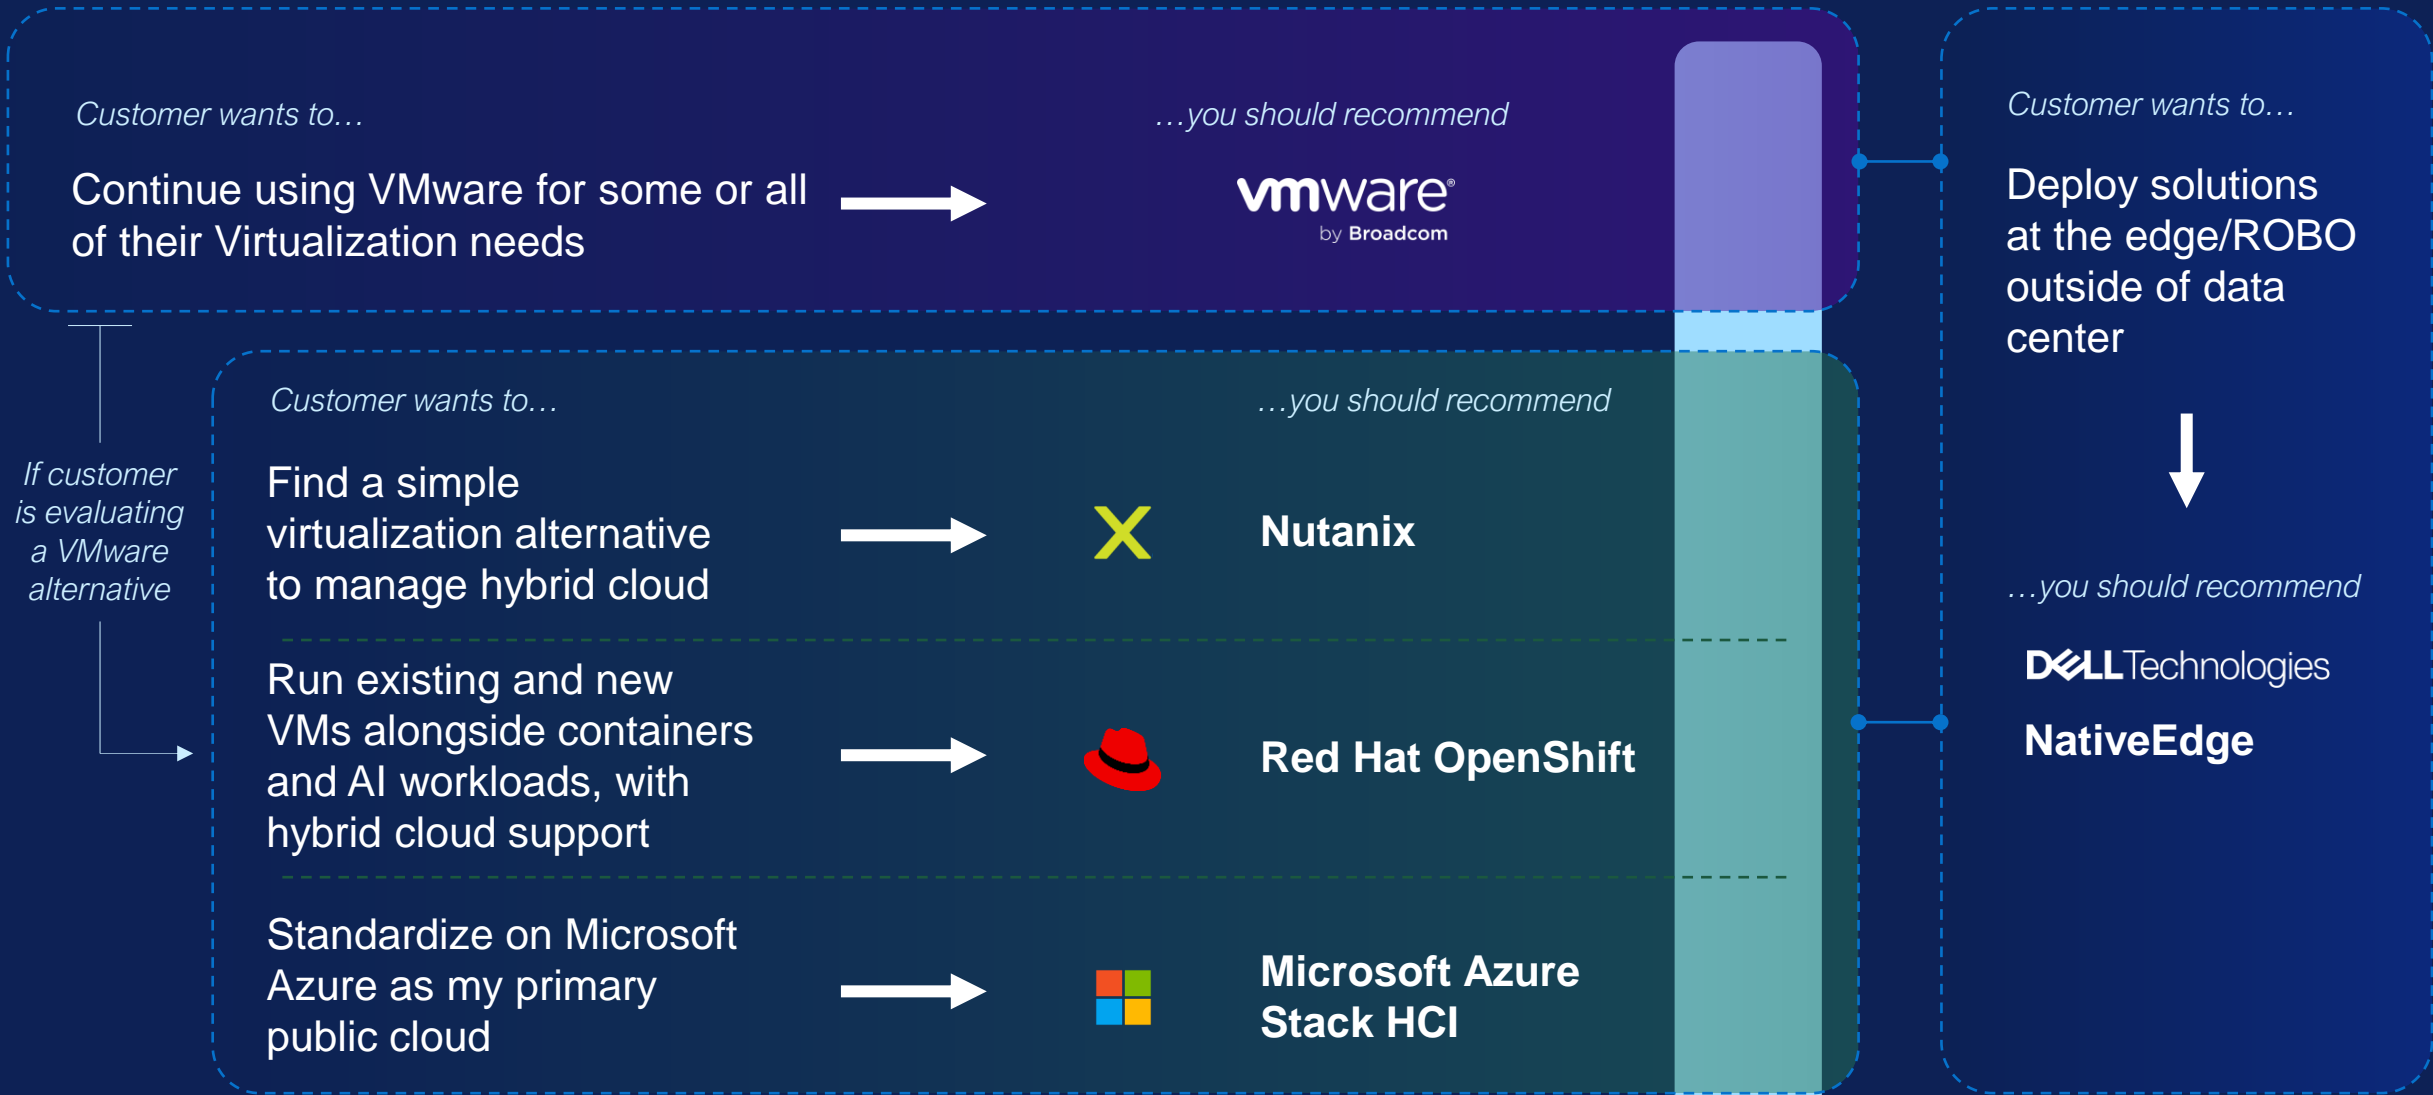 Customer wants to…
…you should recommend
Continue using VMware for some or all
of their Virtualization needs
vmware®
by Broadcom
If customer
is evaluating
a VMware
alternative
Customer wants to…
…you should recommend
Find a simple
virtualization alternative
to manage hybrid cloud
Nutanix
Run existing and new
VMs alongside containers
and AI workloads, with
hybrid cloud support
Red Hat OpenShift
Standardize on Microsoft
Azure as my primary
public cloud
Microsoft Azure
Stack HCI
Customer wants to…
Deploy solutions
at the edge/ROBO
outside of data
center
…you should recommend
DELL Technologies
NativeEdge